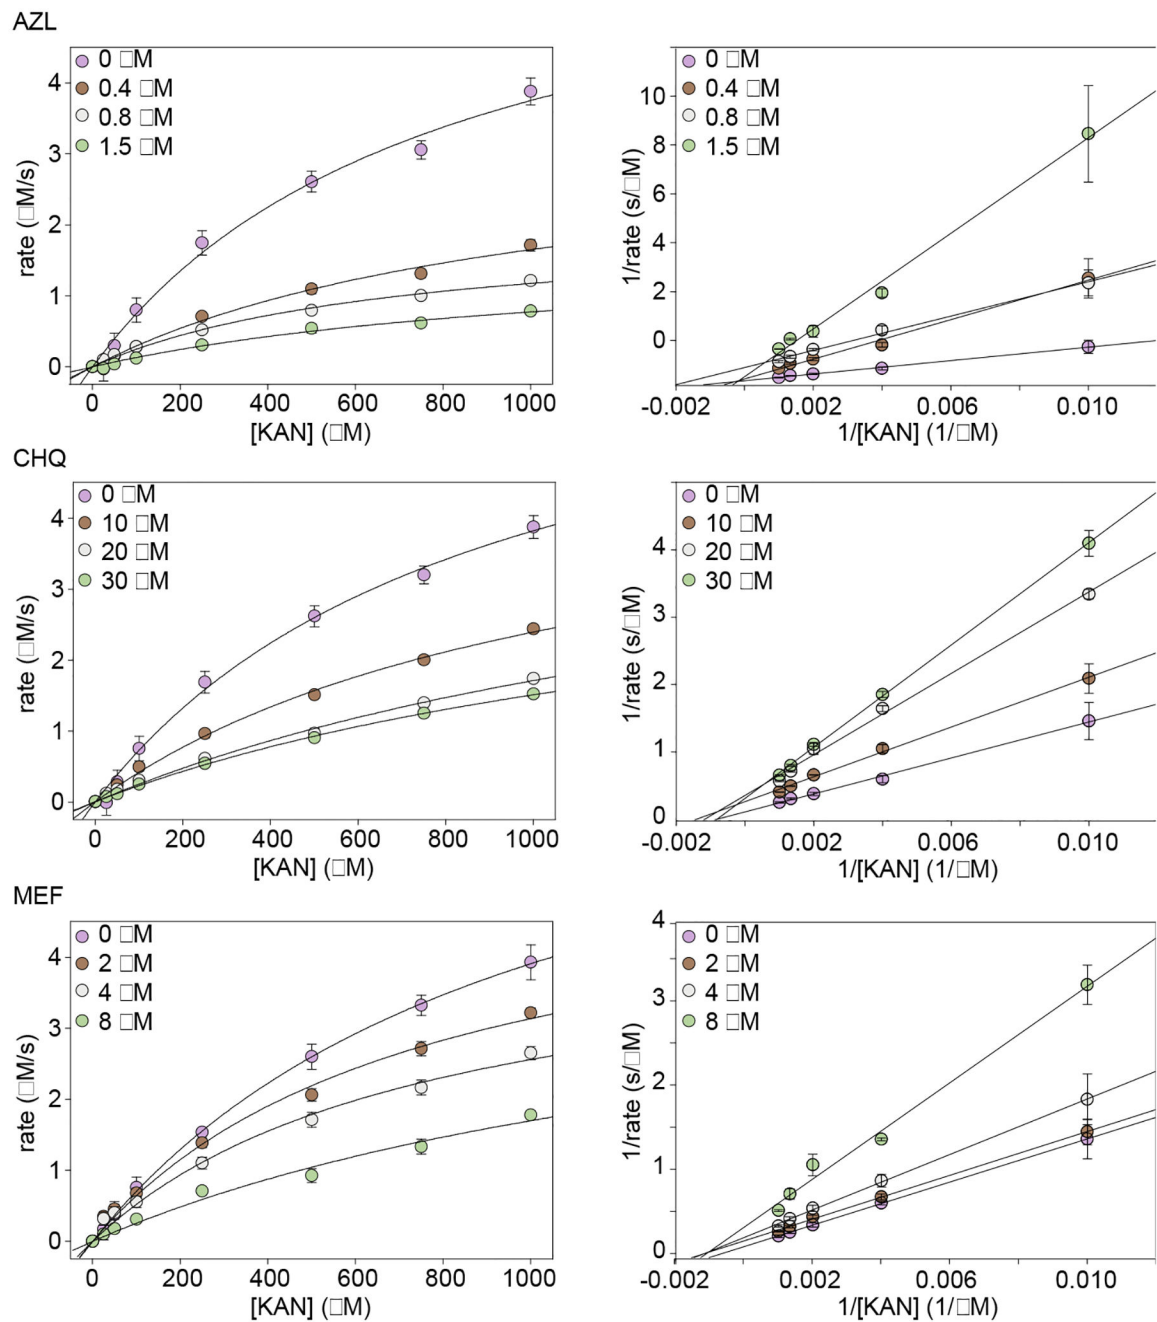 AZL
0 □M
0.4 □M
0.8 □M
1.5 □M
4
3
2
1
0
rate (□M/s)
0 200 400 600 800 1000
[KAN] (□M)
0 □M
0.4 □M
0.8 □M
1.5 □M
10
8
6
4
2
0
1/rate (s/□M)
-0.002 0.002 0.006 0.010
1/[KAN] (1/□M)
CHQ
0 □M
10 □M
20 □M
30 □M
4
3
2
1
0
rate (□M/s)
0 200 400 600 800 1000
[KAN] (□M)
0 □M
10 □M
20 □M
30 □M
4
3
2
1
0
1/rate (s/□M)
-0.002 0.002 0.006 0.010
1/[KAN] (1/□M)
MEF
0 □M
2 □M
4 □M
8 □M
4
3
2
1
0
rate (□M/s)
0 200 400 600 800 1000
[KAN] (□M)
0 □M
2 □M
4 □M
8 □M
4
3
2
1
0
1/rate (s/□M)
-0.002 0.002 0.006 0.010
1/[KAN] (1/□M)